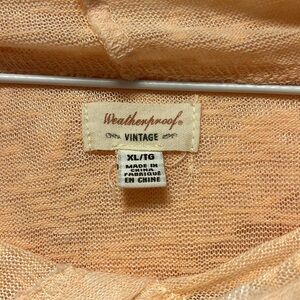 Weatherproof®
VINTAGE
XL/TG
MADE IN
CHINA
FABRIQUÉ
EN CHINE